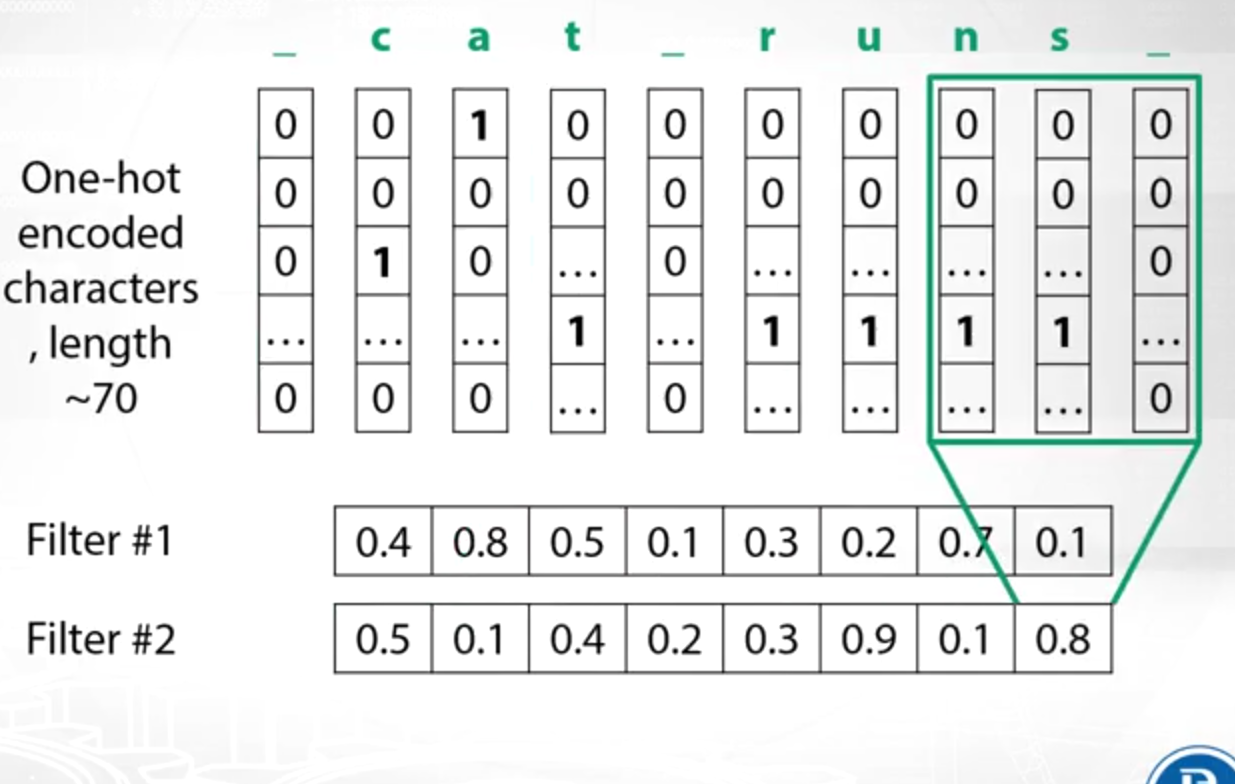 _ c a t _ r u n s _
0 0 1 0 0 0 0 0 0 0
0 0 0 0 0 0 0 0 0 0
0 1 0 ... 0 ... ... ... ... 0
... ... ... 1 ... 1 1 1 1 ...
0 0 0 ... 0 ... ... ... ... 0
One-hot
encoded
characters
, length
~70
Filter #1 0.4 0.8 0.5 0.1 0.3 0.2 0.7 0.1
Filter #2 0.5 0.1 0.4 0.2 0.3 0.9 0.1 0.8